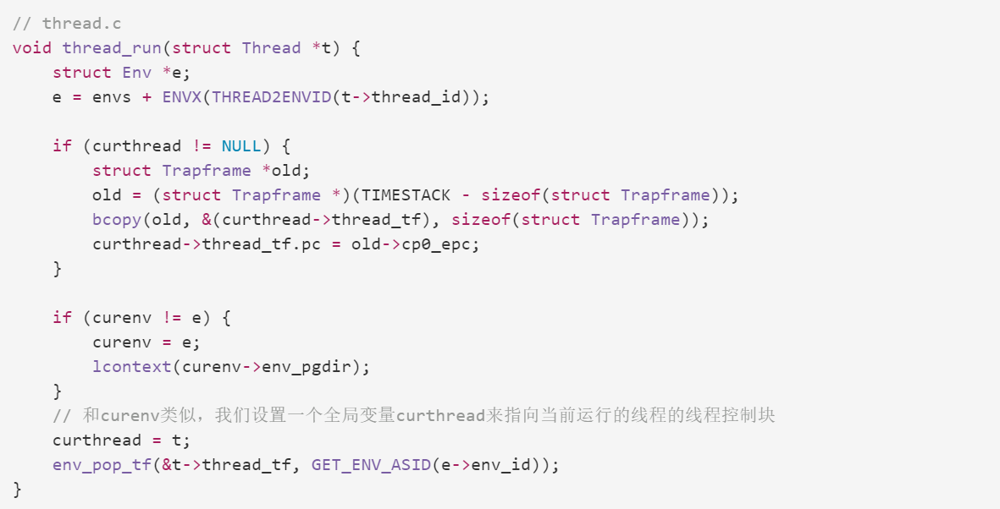 // thread.c
void thread_run(struct Thread *t) {
    struct Env *e;
    e = envs + ENVX(THREAD2ENVID(t->thread_id));

    if (curthread != NULL) {
        struct Trapframe *old;
        old = (struct Trapframe *)(TIMESTACK - sizeof(struct Trapframe));
        bcopy(old, &(curthread->thread_tf), sizeof(struct Trapframe));
        curthread->thread_tf.pc = old->cp0_epc;
    }

    if (curenv != e) {
        curenv = e;
        lcontext(curenv->env_pgdir);
    }
    // 和curenv类似，我们设置一个全局变量curthread来指向当前运行的线程的线程控制块
    curthread = t;
    env_pop_tf(&t->thread_tf, GET_ENV_ASID(e->env_id));
}